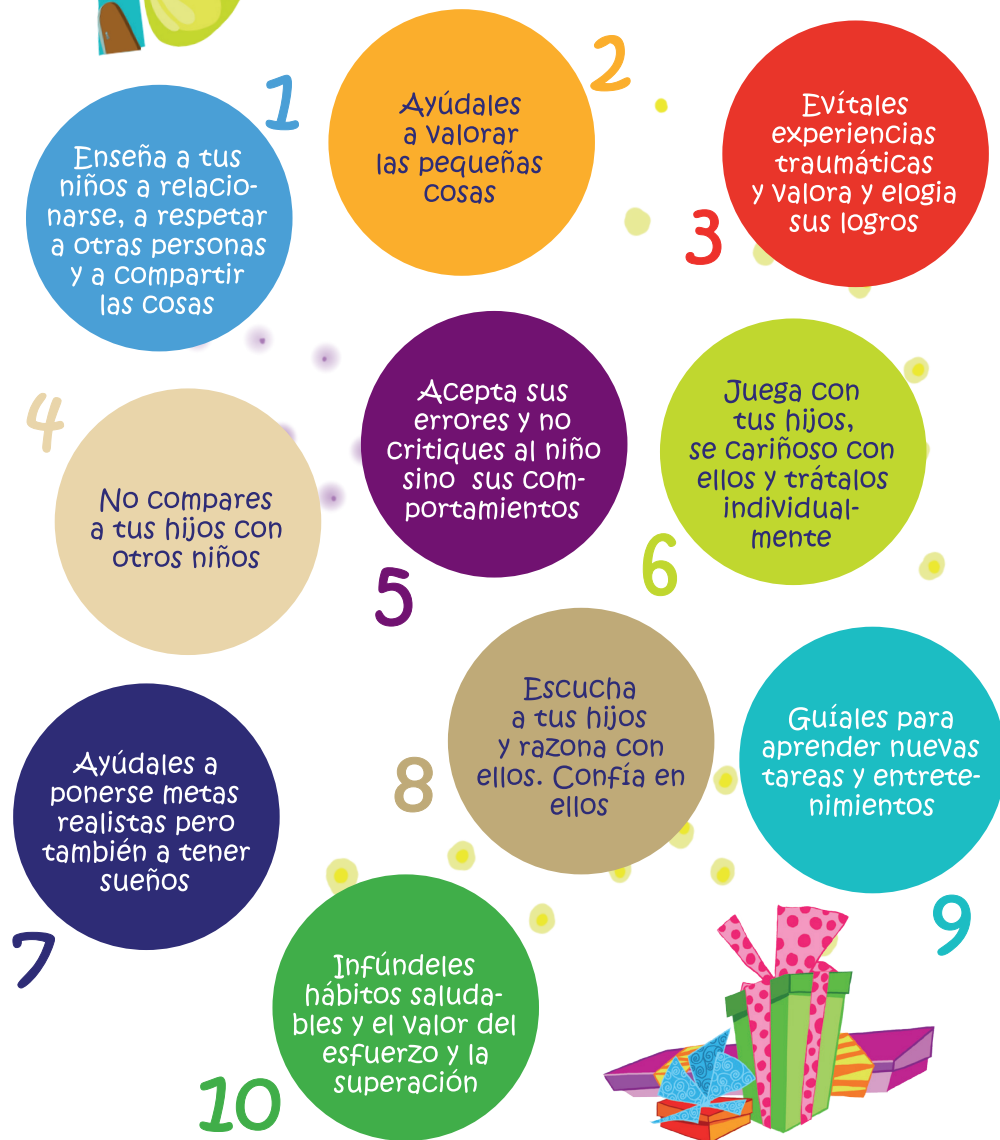 1
Enseña a tus
niños a relacio-
narse, a respetar
a otras personas
y a compartir
las cosas
2
Ayúdales
a valorar
las pequeñas
cosas
3
Evítales
experiencias
traumáticas
y valora y elogia
sus logros
4
No compares
a tus hijos con
otros niños
5
Acepta sus
errores y no
critiques al niño
sino sus com-
portamientos
6
Juega con
tus hijos,
se cariñoso con
ellos y trátalos
individual-
mente
7
Ayúdales a
ponerse metas
realistas pero
también a tener
sueños
8
Escucha
a tus hijos
y razona con
ellos. Confía en
ellos
9
Guíales para
aprender nuevas
tareas y entrete-
nimientos
10
Infúndeles
hábitos saluda-
bles y el valor del
esfuerzo y la
superación